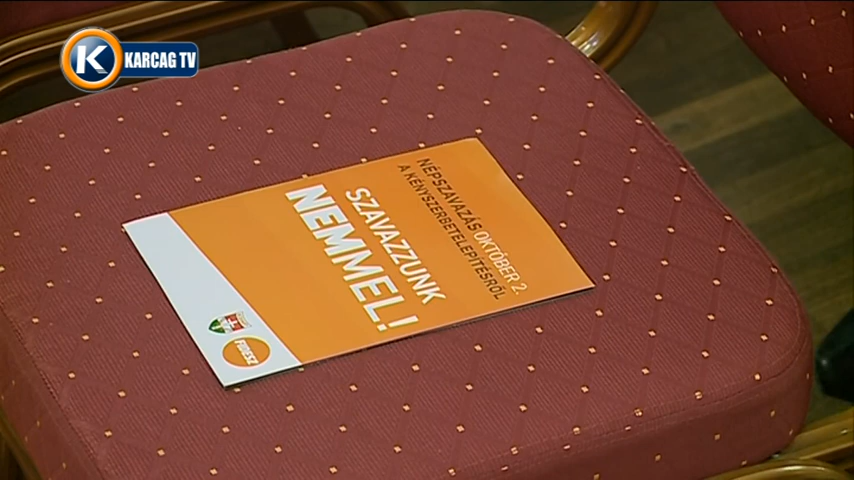 K KARCAG TV
NÉPSZAVAZÁS OKTÓBER 2.
A KÉNYSZERBETELEPÍTÉSRŐL
SZAVAZZUNK
NEMMEL!
FIDESZ